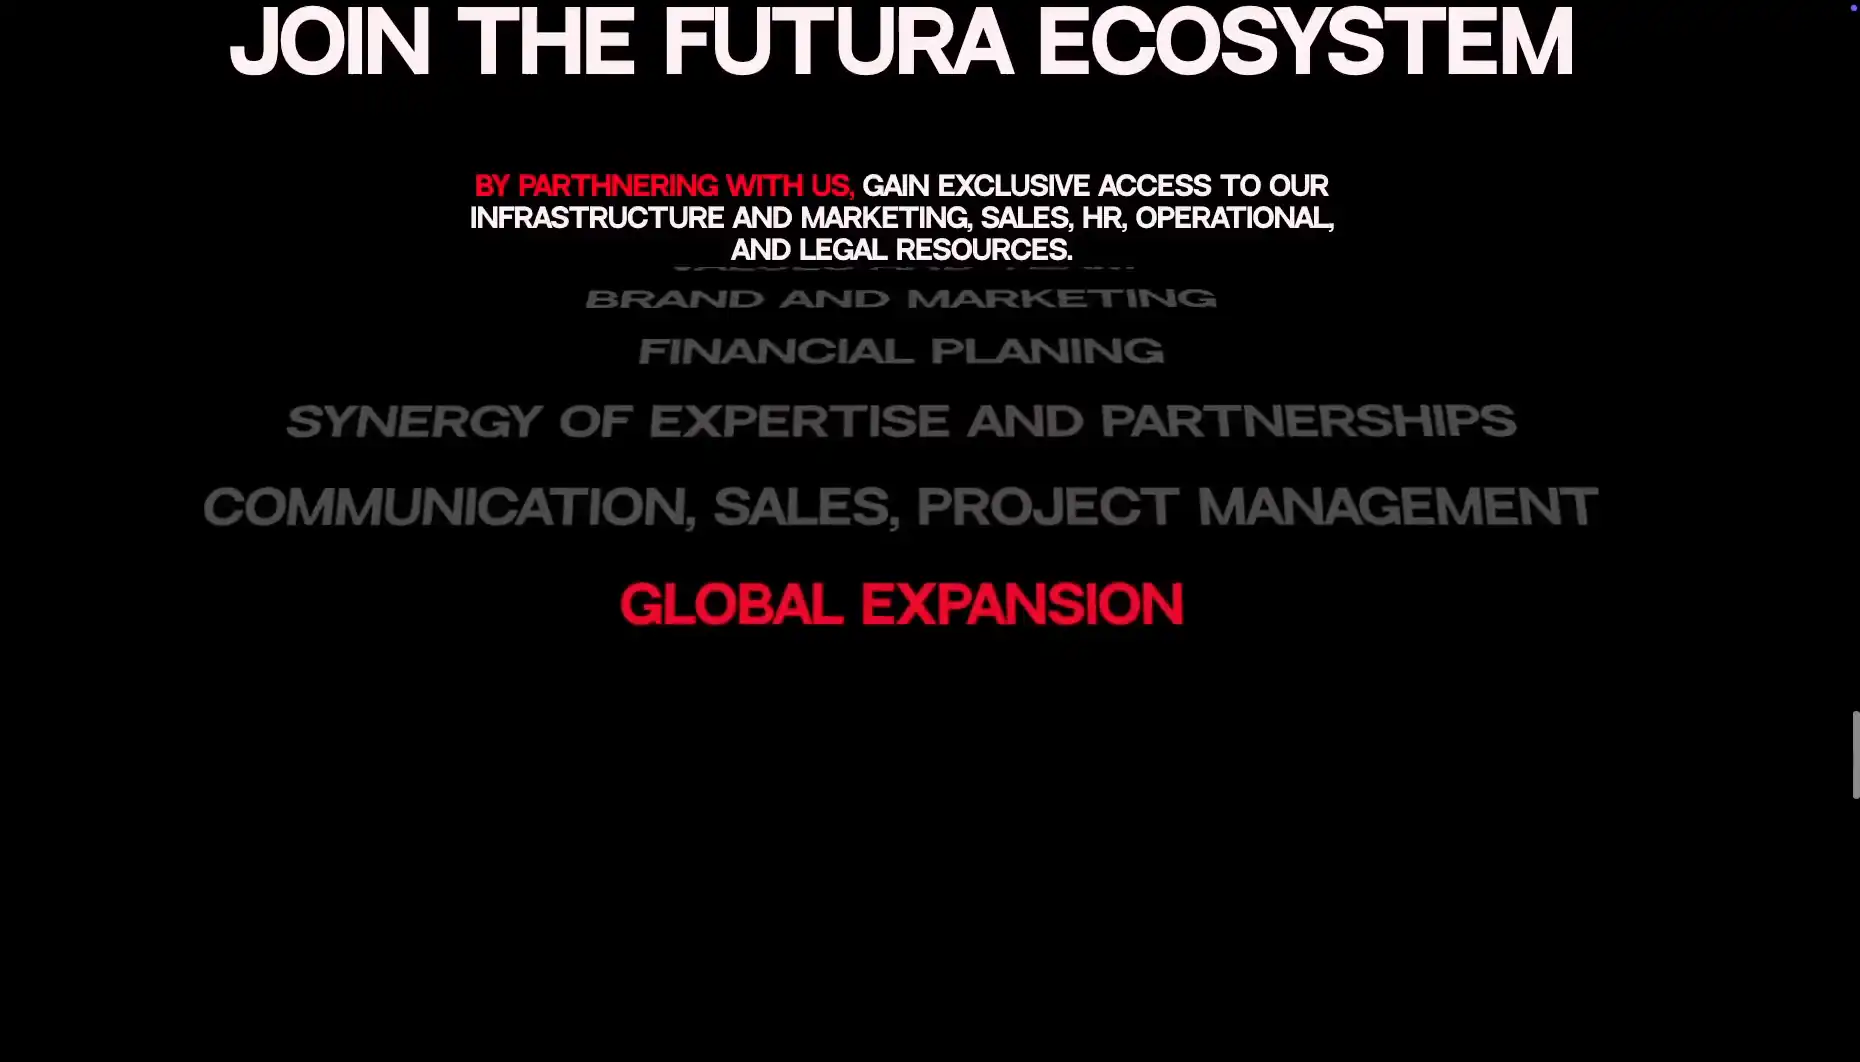 JOIN THE FUTURA ECOSYSTEM
BY PARTHNERING WITH US, GAIN EXCLUSIVE ACCESS TO OUR
INFRASTRUCTURE AND MARKETING, SALES, HR, OPERATIONAL,
AND LEGAL RESOURCES.
BRAND AND MARKETING
FINANCIAL PLANING
SYNERGY OF EXPERTISE AND PARTNERSHIPS
COMMUNICATION, SALES, PROJECT MANAGEMENT
GLOBAL EXPANSION